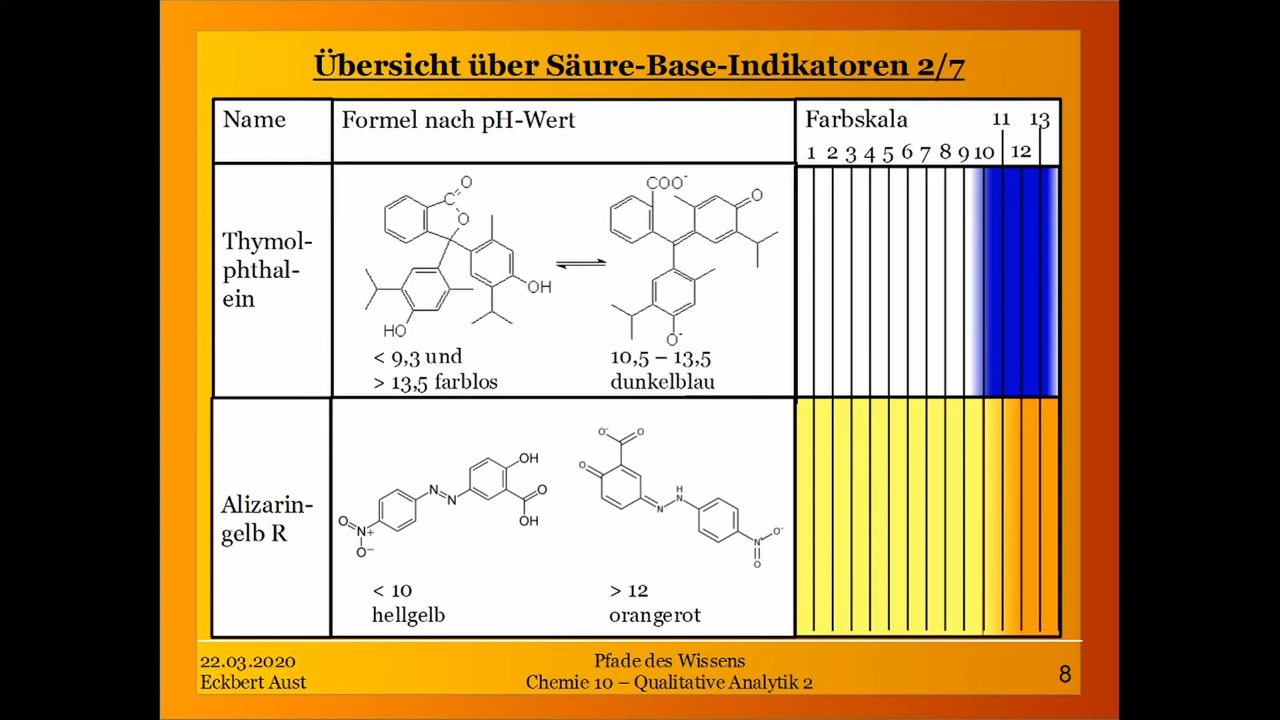 Übersicht über Säure-Base-Indikatoren 2/7
Name
Formel nach pH-Wert
Farbskala
11 13
1 2 3 4 5 6 7 8 9 10 12
Thymol-
phthal-
ein
O
C
O
OH
HO
COO-
O
O-
< 9,3 und
> 13,5 farblos
10,5 – 13,5
dunkelblau
Alizarin-
gelb R
OH
N
N
O
OH
O
N+
O−
O- O
O
H
N
N
O-
N+
O
< 10
hellgelb
> 12
orangerot
22.03.2020
Eckbert Aust
Pfade des Wissens
Chemie 10 – Qualitative Analytik 2
8